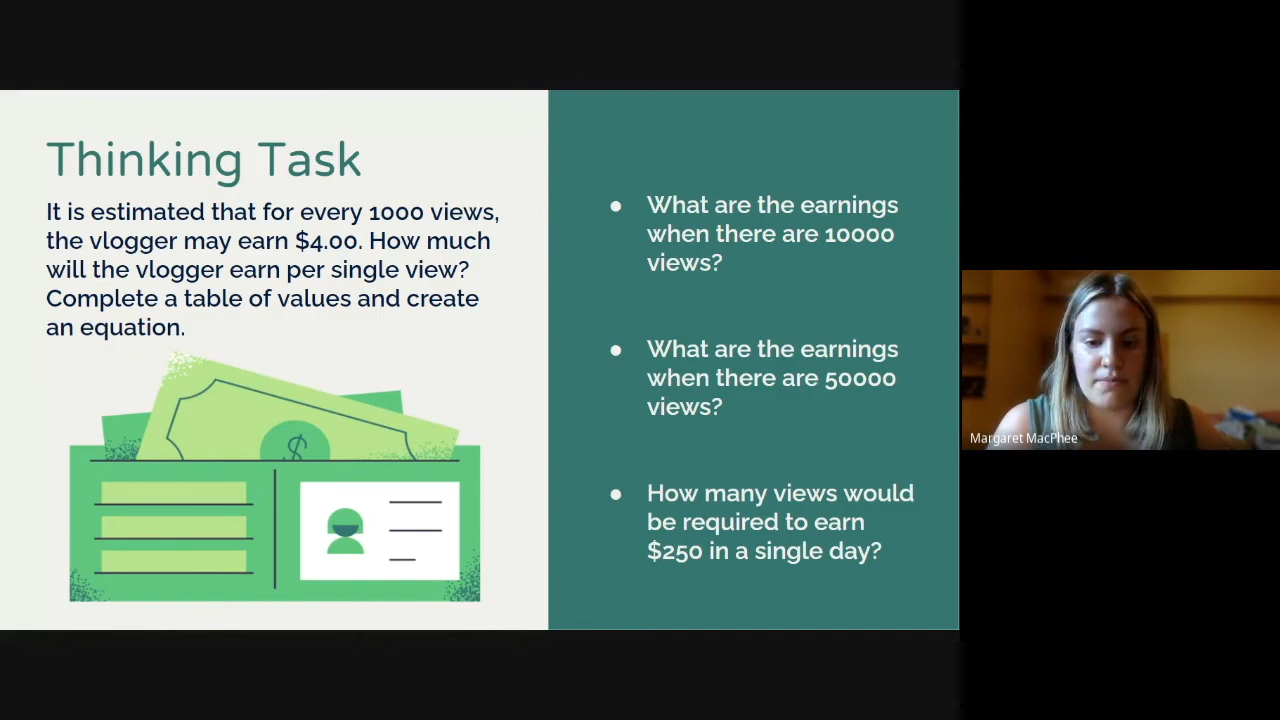 Thinking Task
It is estimated that for every 1000 views,
the vlogger may earn $4.00. How much
will the vlogger earn per single view?
Complete a table of values and create
an equation.
$
● What are the earnings
when there are 10000
views?
● What are the earnings
when there are 50000
views?
● How many views would
be required to earn
$250 in a single day?
Margaret MacPhee